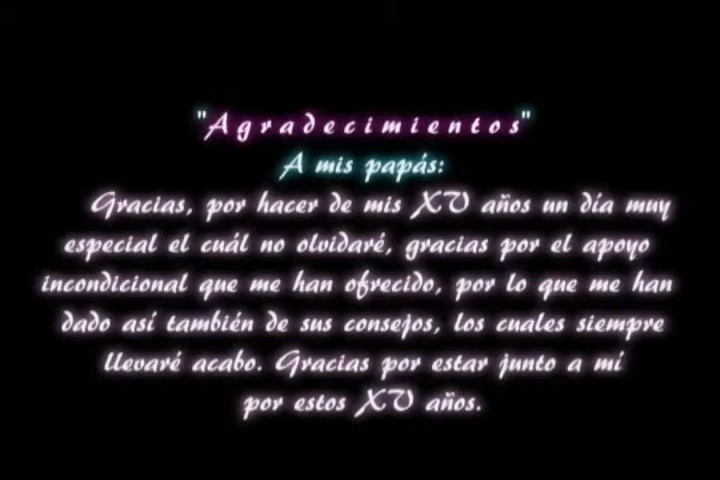 "Agradecimientos"
A mis papás:
Gracias, por hacer de mis XV años un día muy
especial el cuál no olvidaré, gracias por el apoyo
incondicional que me han ofrecido, por lo que me han
dado así también de sus consejos, los cuales siempre
llevaré acabo. Gracias por estar junto a mí
por estos XV años.